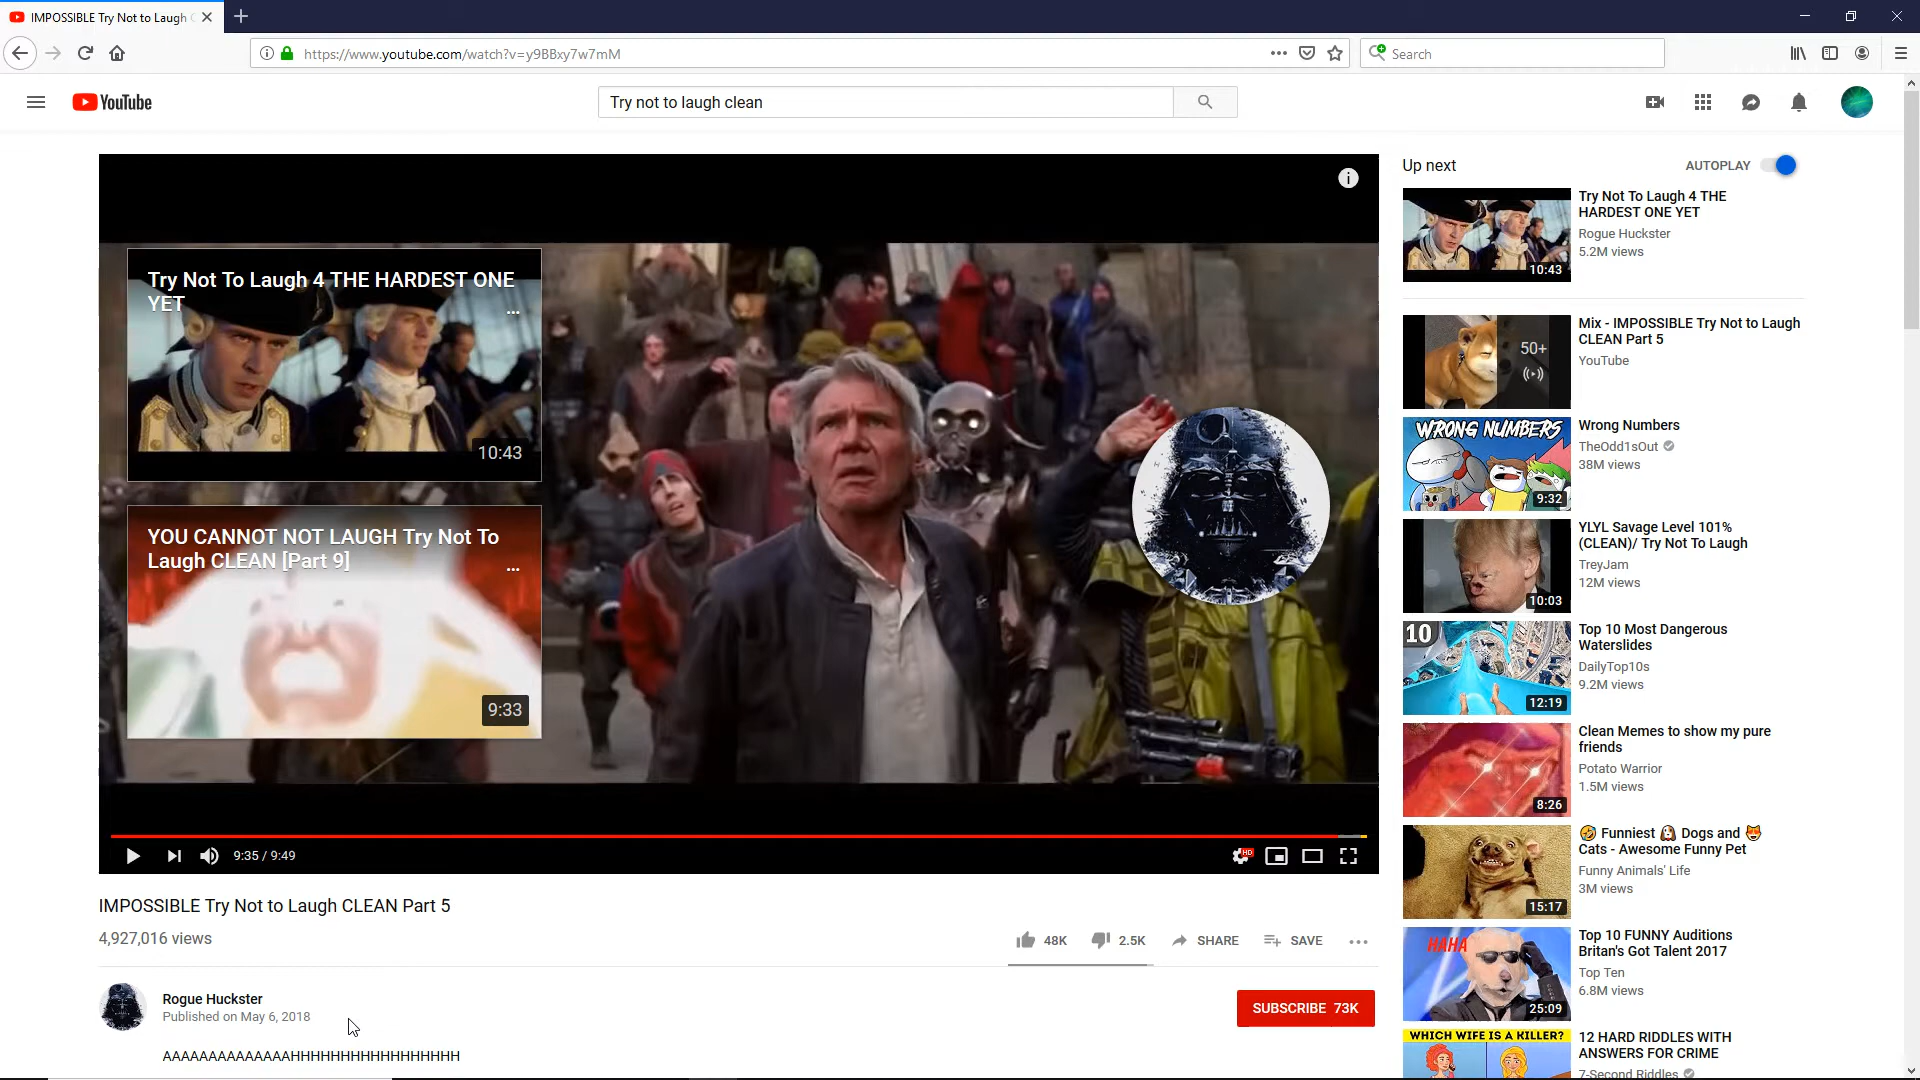 IMPOSSIBLE Try Not to Laugh C
https://www.youtube.com/watch?v=y9BBxy7w7mM
Search
YouTube
Try not to laugh clean
Try Not To Laugh 4 THE HARDEST ONE
YET
10:43
YOU CANNOT NOT LAUGH Try Not To
Laugh CLEAN [Part 9]
9:33
9:35 / 9:49
HD
IMPOSSIBLE Try Not to Laugh CLEAN Part 5
4,927,016 views
48K
2.5K
SHARE
SAVE
Rogue Huckster
Published on May 6, 2018
SUBSCRIBE 73K
AAAAAAAAAAAAAAHHHHHHHHHHHHHHHHH
Up next
AUTOPLAY
10:43
Try Not To Laugh 4 THE
HARDEST ONE YET
Rogue Huckster
5.2M views
50+
Mix - IMPOSSIBLE Try Not to Laugh
CLEAN Part 5
YouTube
WRONG NUMBERS
9:32
Wrong Numbers
TheOdd1sOut
38M views
10:03
YLYL Savage Level 101%
(CLEAN)/ Try Not To Laugh
TreyJam
12M views
10
12:19
Top 10 Most Dangerous
Waterslides
DailyTop10s
9.2M views
8:26
Clean Memes to show my pure
friends
Potato Warrior
1.5M views
15:17
🤣 Funniest 🐶 Dogs and 😻
Cats - Awesome Funny Pet
Funny Animals' Life
3M views
HAHA
25:09
Top 10 FUNNY Auditions
Britan's Got Talent 2017
Top Ten
6.8M views
WHICH WIFE IS A KILLER?
12 HARD RIDDLES WITH
ANSWERS FOR CRIME
7-Second Riddles